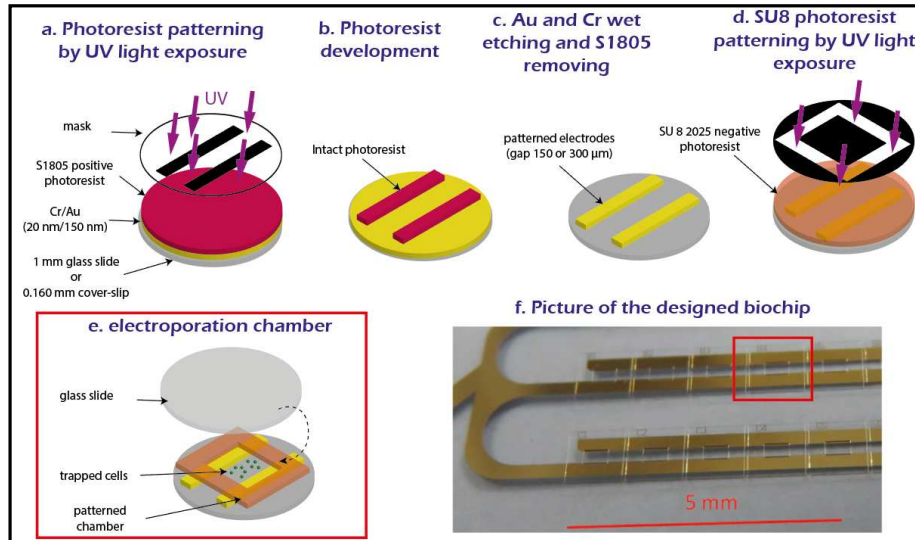 a. Photoresist patterning
by UV light exposure
UV
mask
S1805 positive
photoresist
Cr/Au
(20 nm/150 nm)
1 mm glass slide
or
0.160 mm cover-slip
b. Photoresist
development
Intact photoresist
c. Au and Cr wet
etching and S1805
removing
patterned electrodes
(gap 150 or 300 μm)
d. SU8 photoresist
patterning by UV light
exposure
SU 8 2025 negative
photoresist
e. electroporation chamber
glass slide
trapped cells
patterned
chamber
f. Picture of the designed biochip
5 mm